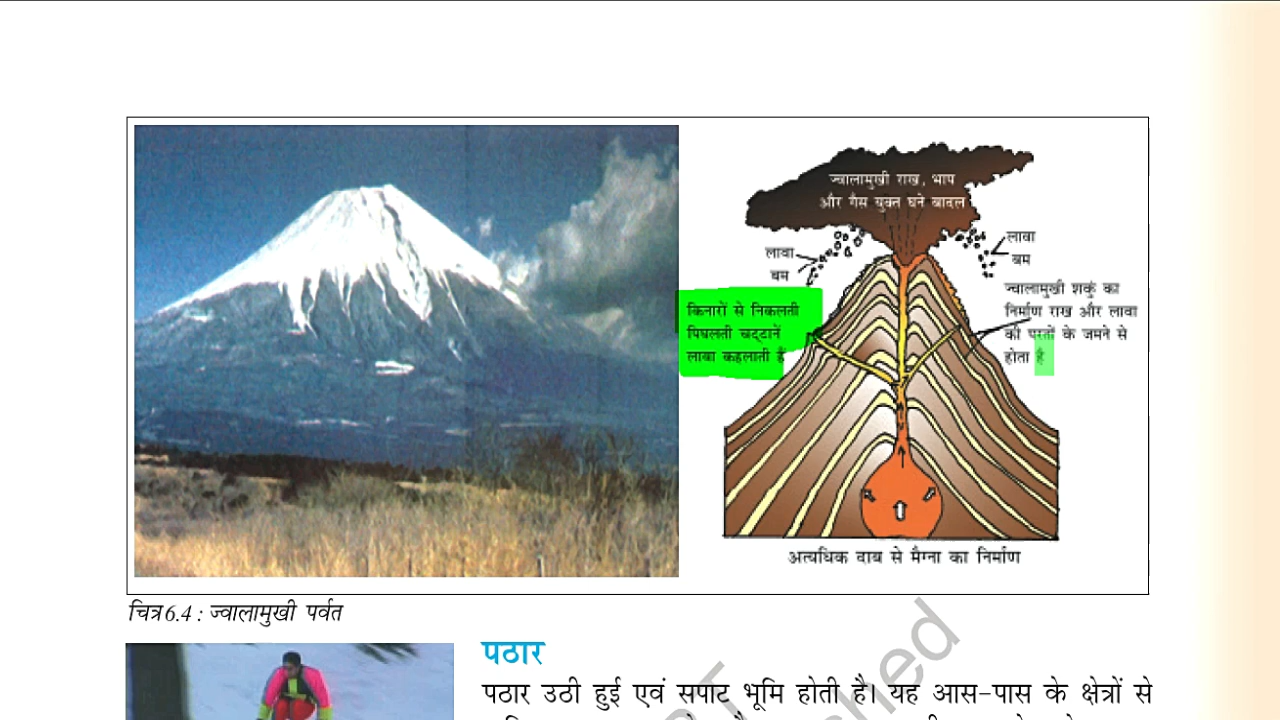 ज्वालामुखी राख, भाप
और गैस युक्त घने बादल
लावा
बम
लावा
बम
किनारों से निकलती
पिघलती चट्टानें
लावा कहलाती हैं
ज्वालामुखी शकुं का
निर्माण राख और लावा
की परतों के जमने से
होता है
अत्यधिक दाब से मैग्ना का निर्माण
चित्र 6.4 : ज्वालामुखी पर्वत
पठार
पठार उठी हुई एवं सपाट भूमि होती है। यह आस-पास के क्षेत्रों से